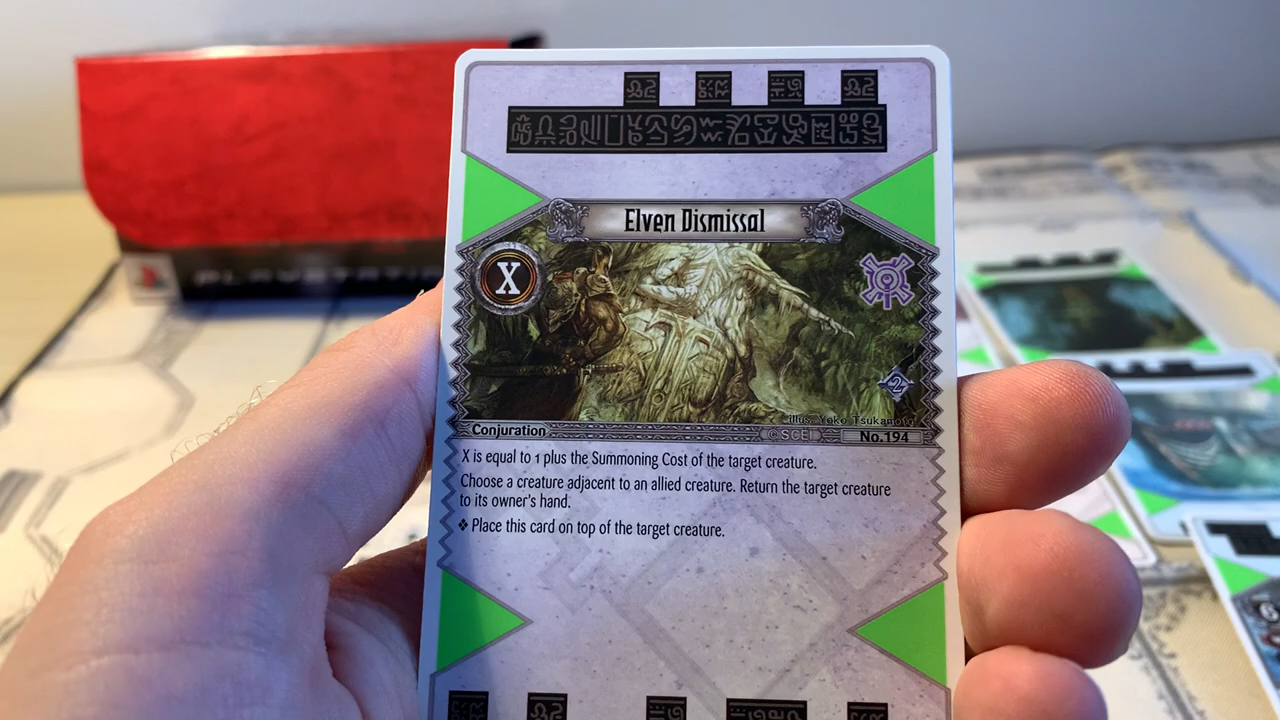 Elven Dismissal
X
2
illus. Yoko Tsukamoto
Conjuration
©SCEI
No.194
X is equal to 1 plus the Summoning Cost of the target creature.
Choose a creature adjacent to an allied creature. Return the target creature
to its owner's hand.
❖ Place this card on top of the target creature.
6